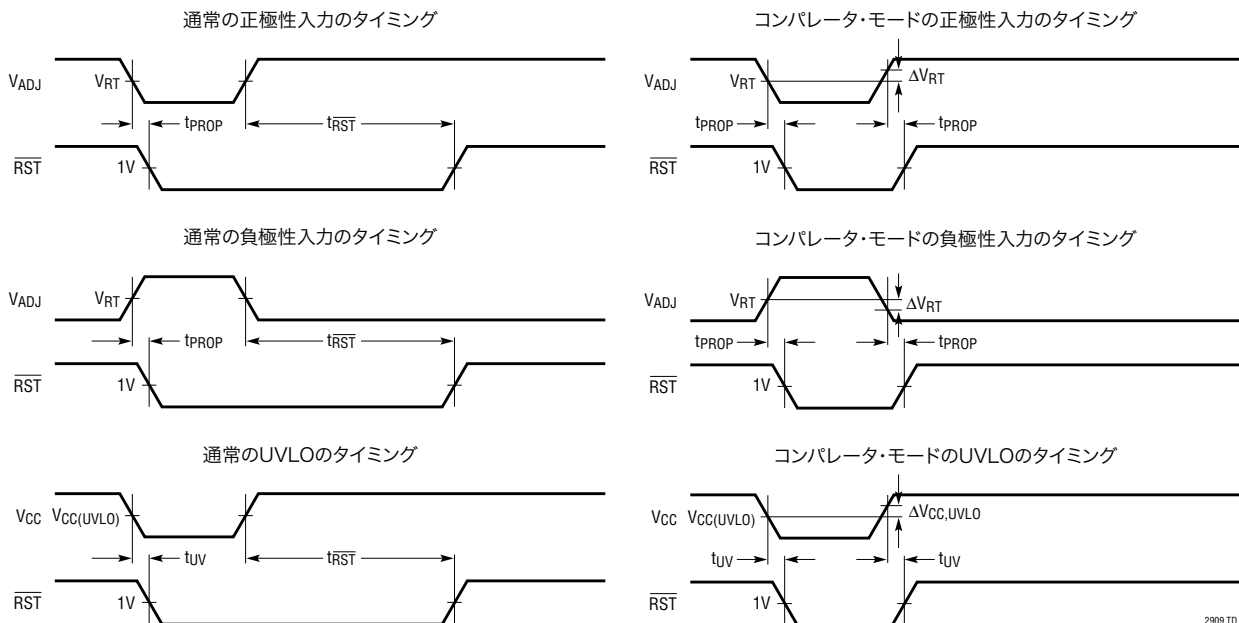 通常の正極性入力のタイミング
VADJ
VRT
tPROP
tRST
RST
1V
コンパレータ・モードの正極性入力のタイミング
VADJ
VRT
ΔVRT
tPROP
tPROP
RST
1V
通常の負極性入力のタイミング
VADJ
VRT
tPROP
tRST
RST
1V
コンパレータ・モードの負極性入力のタイミング
VADJ
VRT
ΔVRT
tPROP
tPROP
RST
1V
通常のUVLOのタイミング
VCC
VCC(UVLO)
tUV
tRST
RST
1V
コンパレータ・モードのUVLOのタイミング
VCC
VCC(UVLO)
ΔVCC,UVLO
tUV
tUV
RST
1V
2909 TD